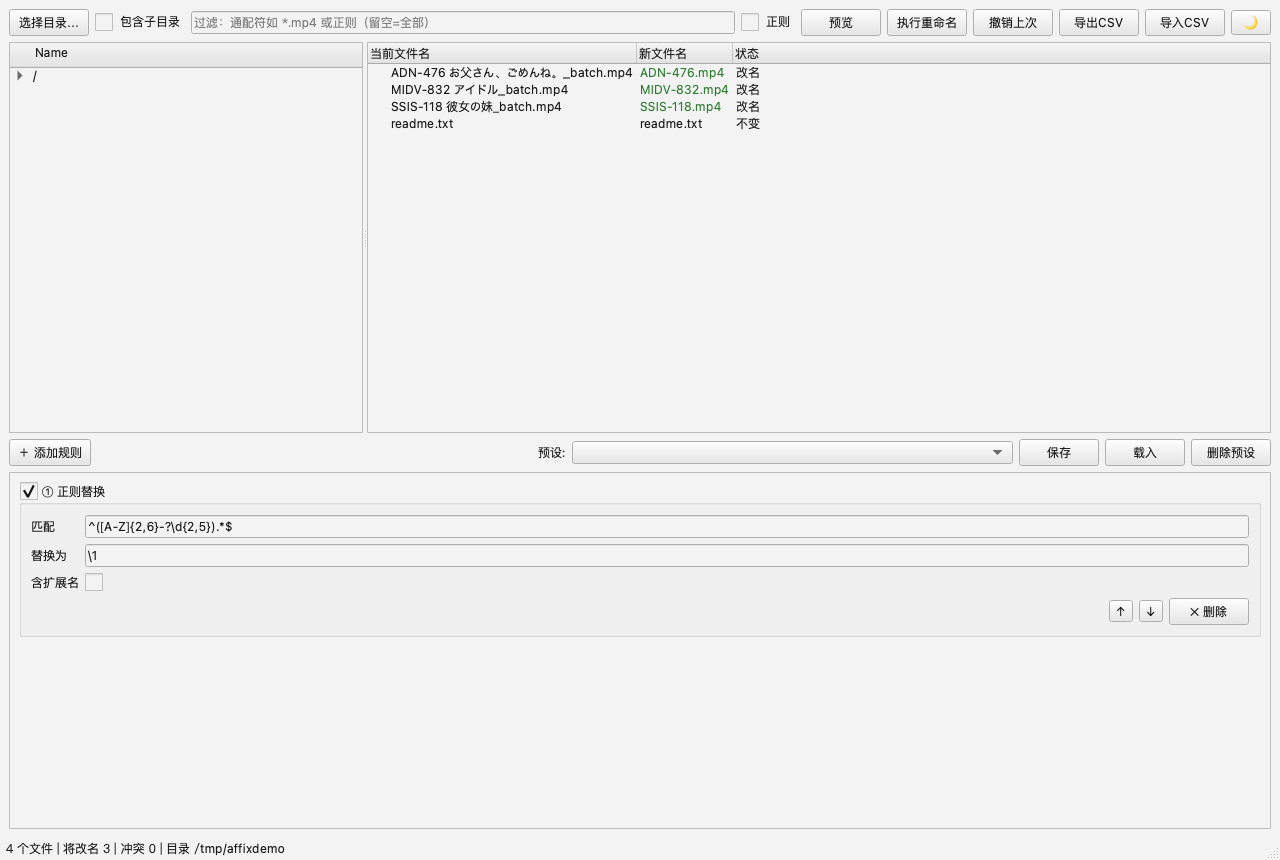 选择目录... 包含子目录 过滤：通配符如 *.mp4 或正则（留空=全部） 正则 预览 执行重命名 撤销上次 导出CSV 导入CSV 🌙
Name
/
当前文件名 新文件名 状态
ADN-476 お父さん、ごめんね。_batch.mp4 ADN-476.mp4 改名
MIDV-832 アイドル_batch.mp4 MIDV-832.mp4 改名
SSIS-118 彼女の妹_batch.mp4 SSIS-118.mp4 改名
readme.txt readme.txt 不变
＋ 添加规则 预设: 保存 载入 删除预设
① 正则替换
匹配 ^([A-Z]{2,6}-?\d{2,5}).*$
替换为 \1
含扩展名
↑ ↓ ✕ 删除
4 个文件 | 将改名 3 | 冲突 0 | 目录 /tmp/affixdemo